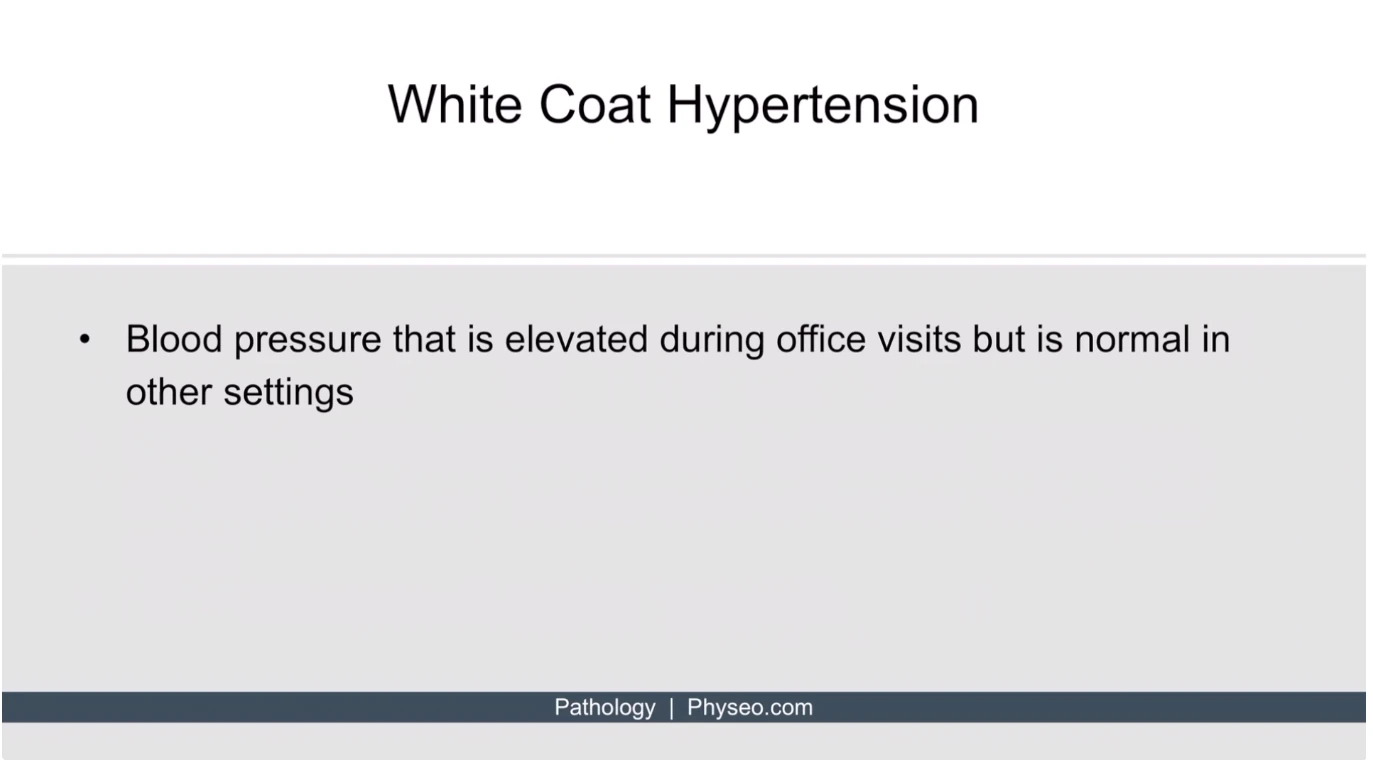 White Coat Hypertension
• Blood pressure that is elevated during office visits but is normal in
other settings
Pathology | Physeo.com